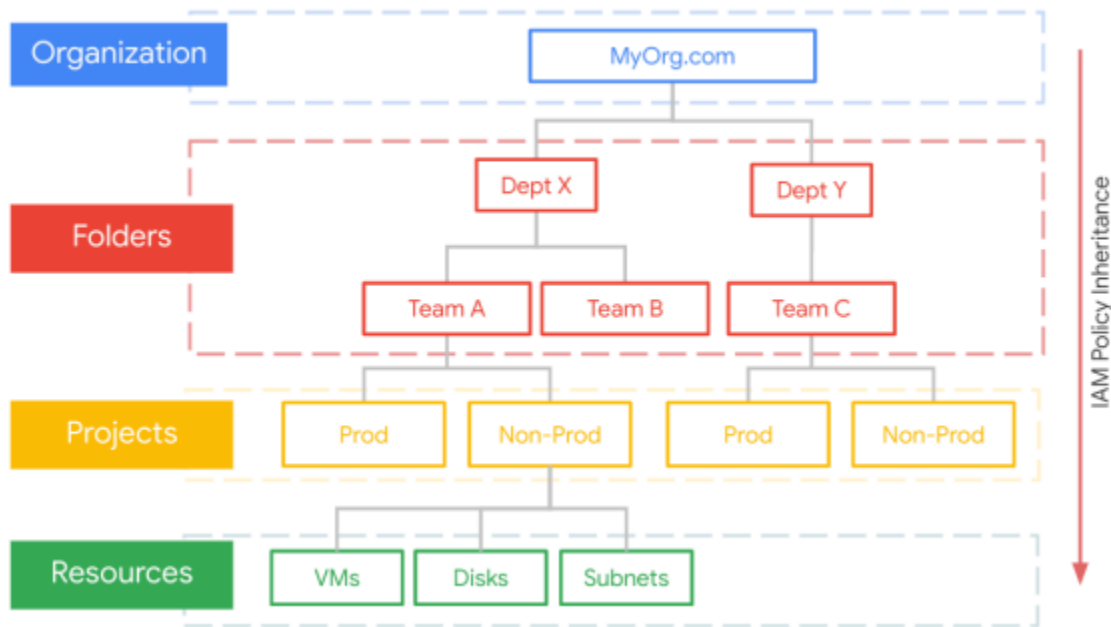 Organization
MyOrg.com
Folders
Dept X
Dept Y
Team A
Team B
Team C
Projects
Prod
Non-Prod
Prod
Non-Prod
Resources
VMs
Disks
Subnets
IAM Policy Inheritance